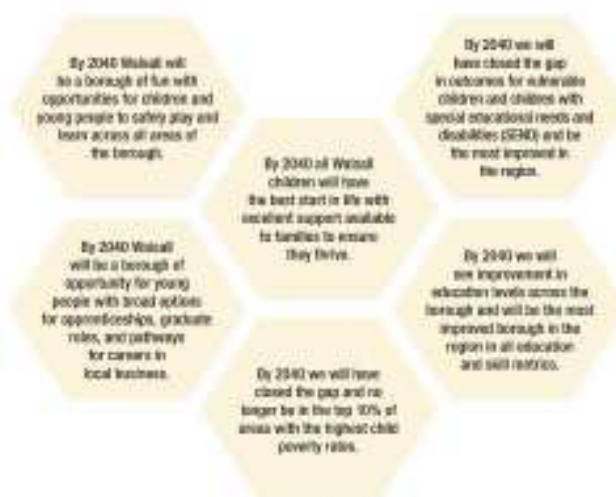 By 2040 Walsall will
be a borough of fun with
opportunities for children and
young people to safely play and
learn across all areas of
the borough.
By 2040 we will
have closed the gap
in outcomes for vulnerable
children and children with
special educational needs and
disabilities (SEND) and be
the most improved in
the region.
By 2040 all Walsall
children will have
the best start in life with
excellent support available
to families to ensure
they thrive.
By 2040 Walsall
will be a borough of
opportunity for young
people with broad options
for apprenticeships, graduate
roles, and pathways
for careers in
local business.
By 2040 we will
see improvement in
education levels across the
borough and will be the most
improved borough in the
region in all education
and skill metrics.
By 2040 we will have
closed the gap and no
longer be in the top 10% of
areas with the highest child
poverty rates.